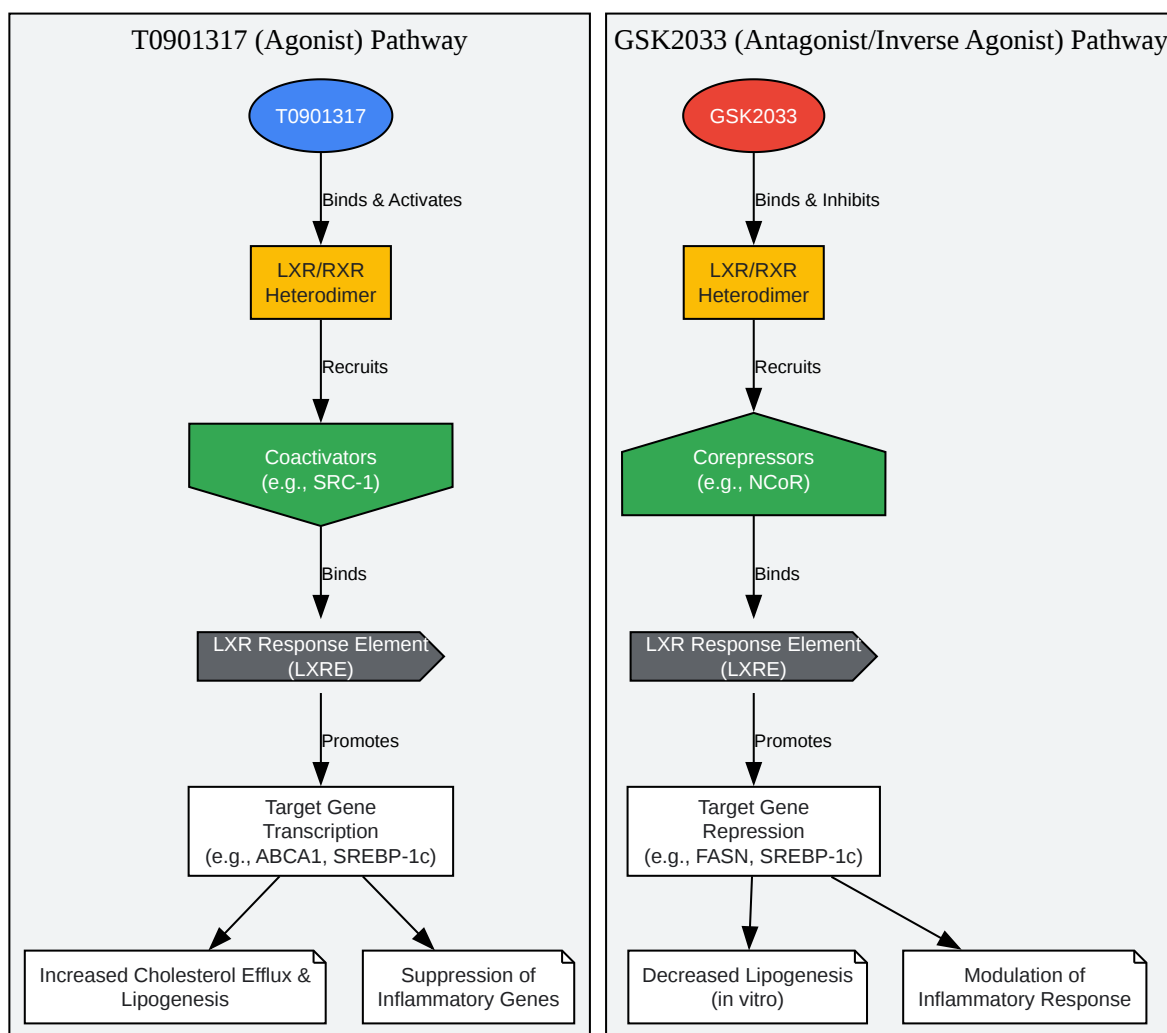 T0901317 (Agonist) Pathway
T0901317
Binds & Activates
LXR/RXR
Heterodimer
Recruits
Coactivators
(e.g., SRC-1)
Binds
LXR Response Element
(LXRE)
Promotes
Target Gene
Transcription
(e.g., ABCA1, SREBP-1c)
Increased Cholesterol Efflux &
Lipogenesis
Suppression of
Inflammatory Genes
GSK2033 (Antagonist/Inverse Agonist) Pathway
GSK2033
Binds & Inhibits
LXR/RXR
Heterodimer
Recruits
Corepressors
(e.g., NCoR)
Binds
LXR Response Element
(LXRE)
Promotes
Target Gene
Repression
(e.g., FASN, SREBP-1c)
Decreased Lipogenesis
(in vitro)
Modulation of
Inflammatory Response